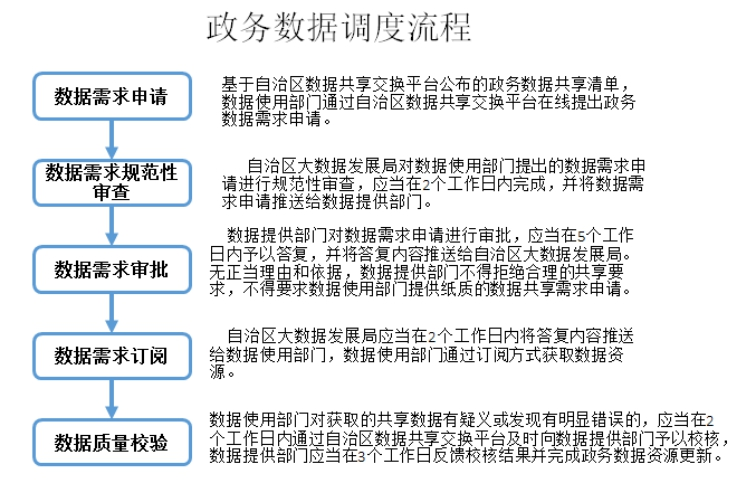 政务数据调度流程
数据需求申请
基于自治区数据共享交换平台公布的政务数据共享清单，
数据使用部门通过自治区数据共享交换平台在线提出政务
数据需求申请。
数据需求规范性
审查
自治区大数据发展局对数据使用部门提出的数据需求申
请进行规范性审查，应当在2个工作日内完成，并将数据需
求申请推送给数据提供部门。
数据需求审批
数据提供部门对数据需求申请进行审批，应当在5个工作
日内予以答复，并将答复内容推送给自治区大数据发展局。
无正当理由和依据，数据提供部门不得拒绝合理的共享要
求，不得要求数据使用部门提供纸质的数据共享需求申请。
数据需求订阅
自治区大数据发展局应当在2个工作日内将答复内容推送
给数据使用部门，数据使用部门通过订阅方式获取数据资
源。
数据质量校验
数据使用部门对获取的共享数据有疑义或发现有明显错误的，应当在2
个工作日内通过自治区数据共享交换平台及时向数据提供部门予以校核，
数据提供部门应当在3个工作日反馈校核结果并完成政务数据资源更新。